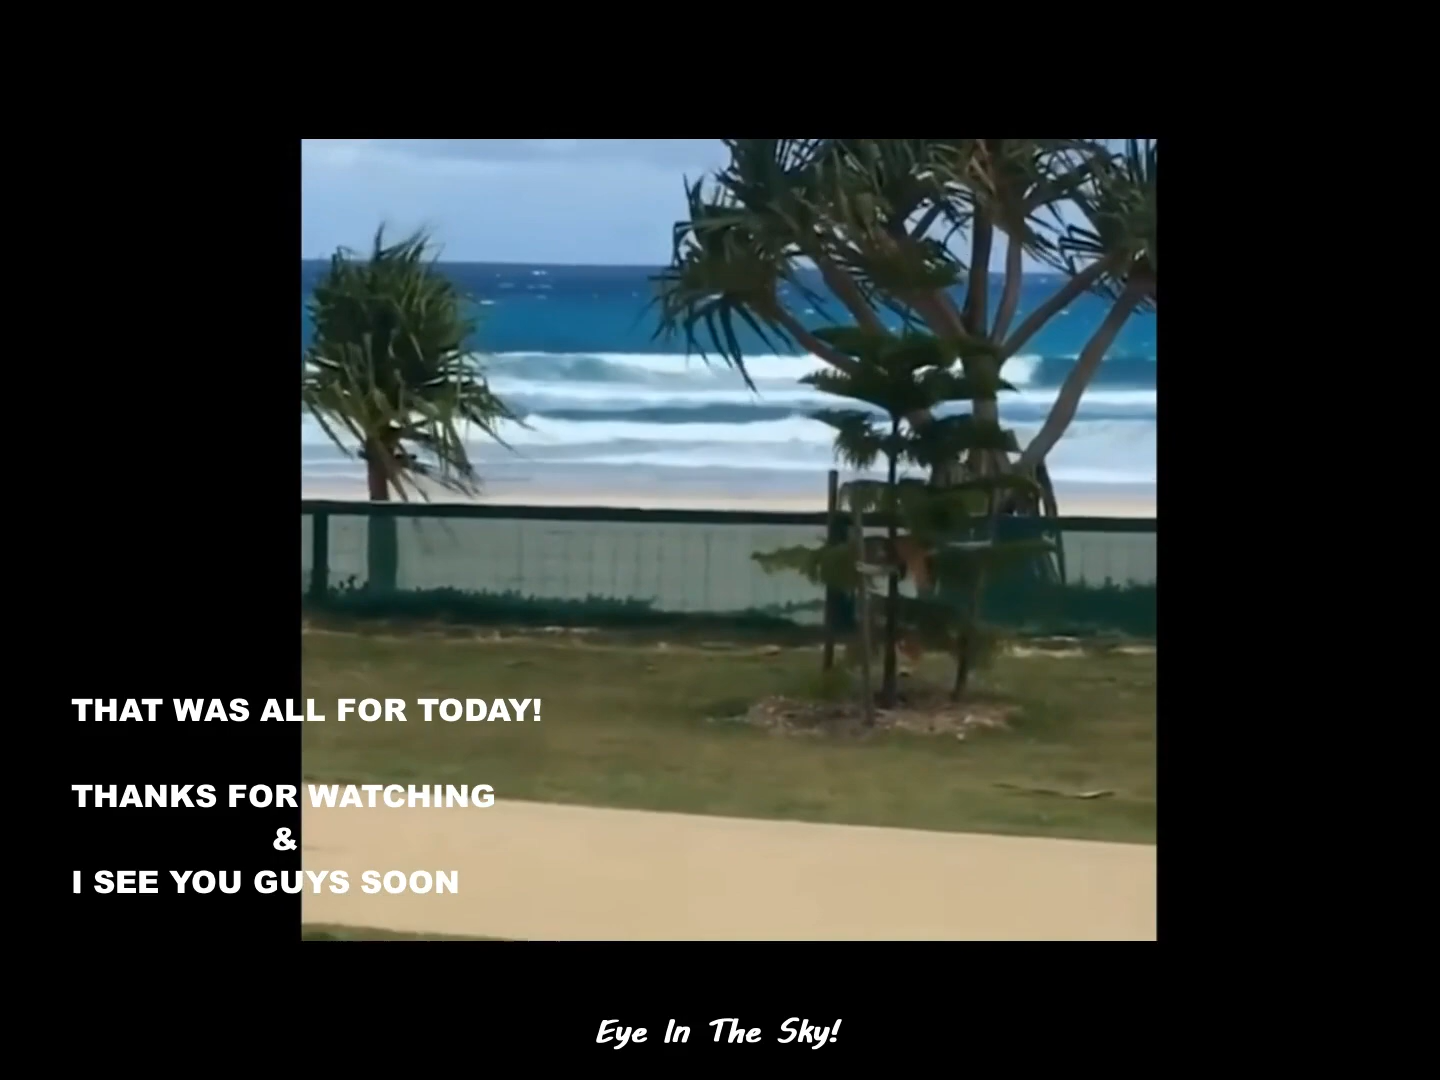 THAT WAS ALL FOR TODAY!
THANKS FOR WATCHING
&
I SEE YOU GUYS SOON
Eye In The Sky!